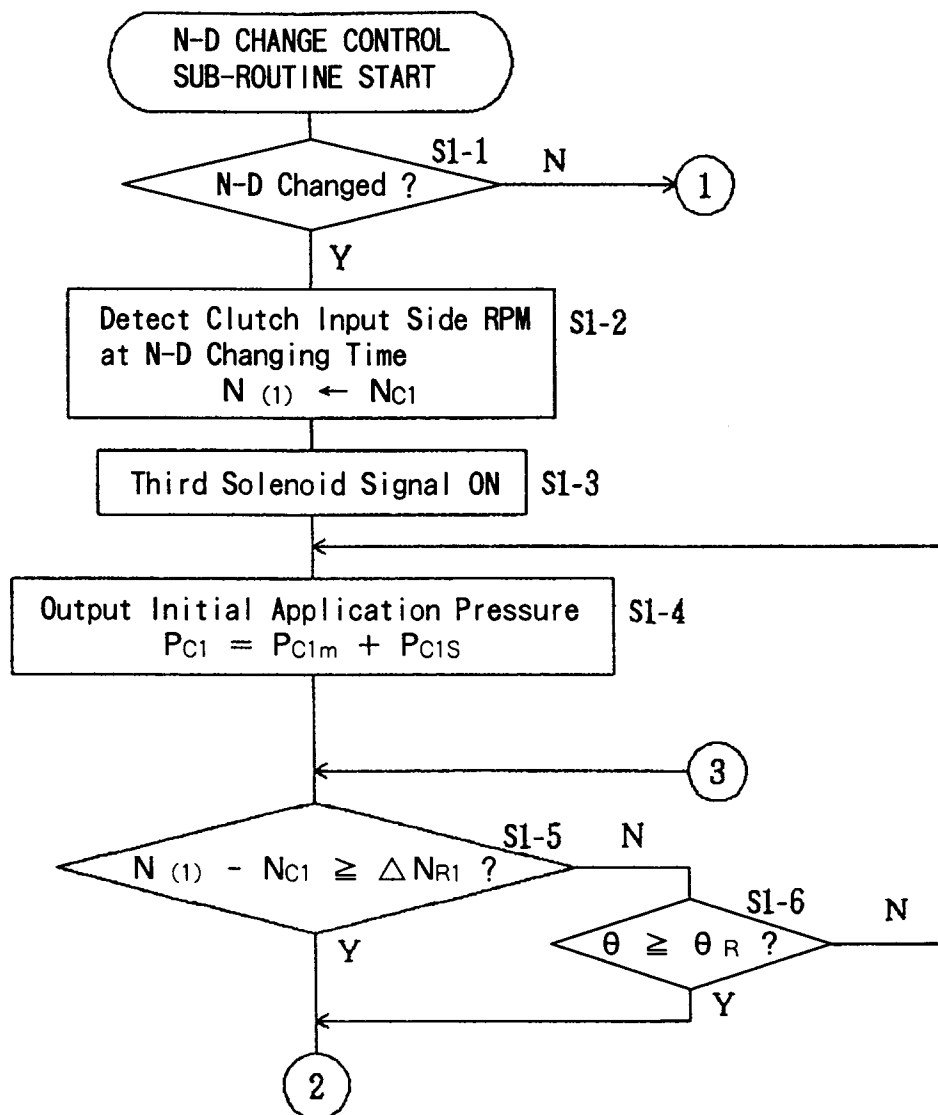 N-D CHANGE CONTROL
SUB-ROUTINE START
S1-1
N
N-D Changed ?
1
Y
Detect Clutch Input Side RPM
at N-D Changing Time
N (1) ← NC1
S1-2
Third Solenoid Signal ON
S1-3
Output Initial Application Pressure
PC1 = PC1m + PC1S
S1-4
3
S1-5
N
N (1) - NC1 ≧ △NR1 ?
S1-6
N
θ ≧ θR ?
Y
Y
2